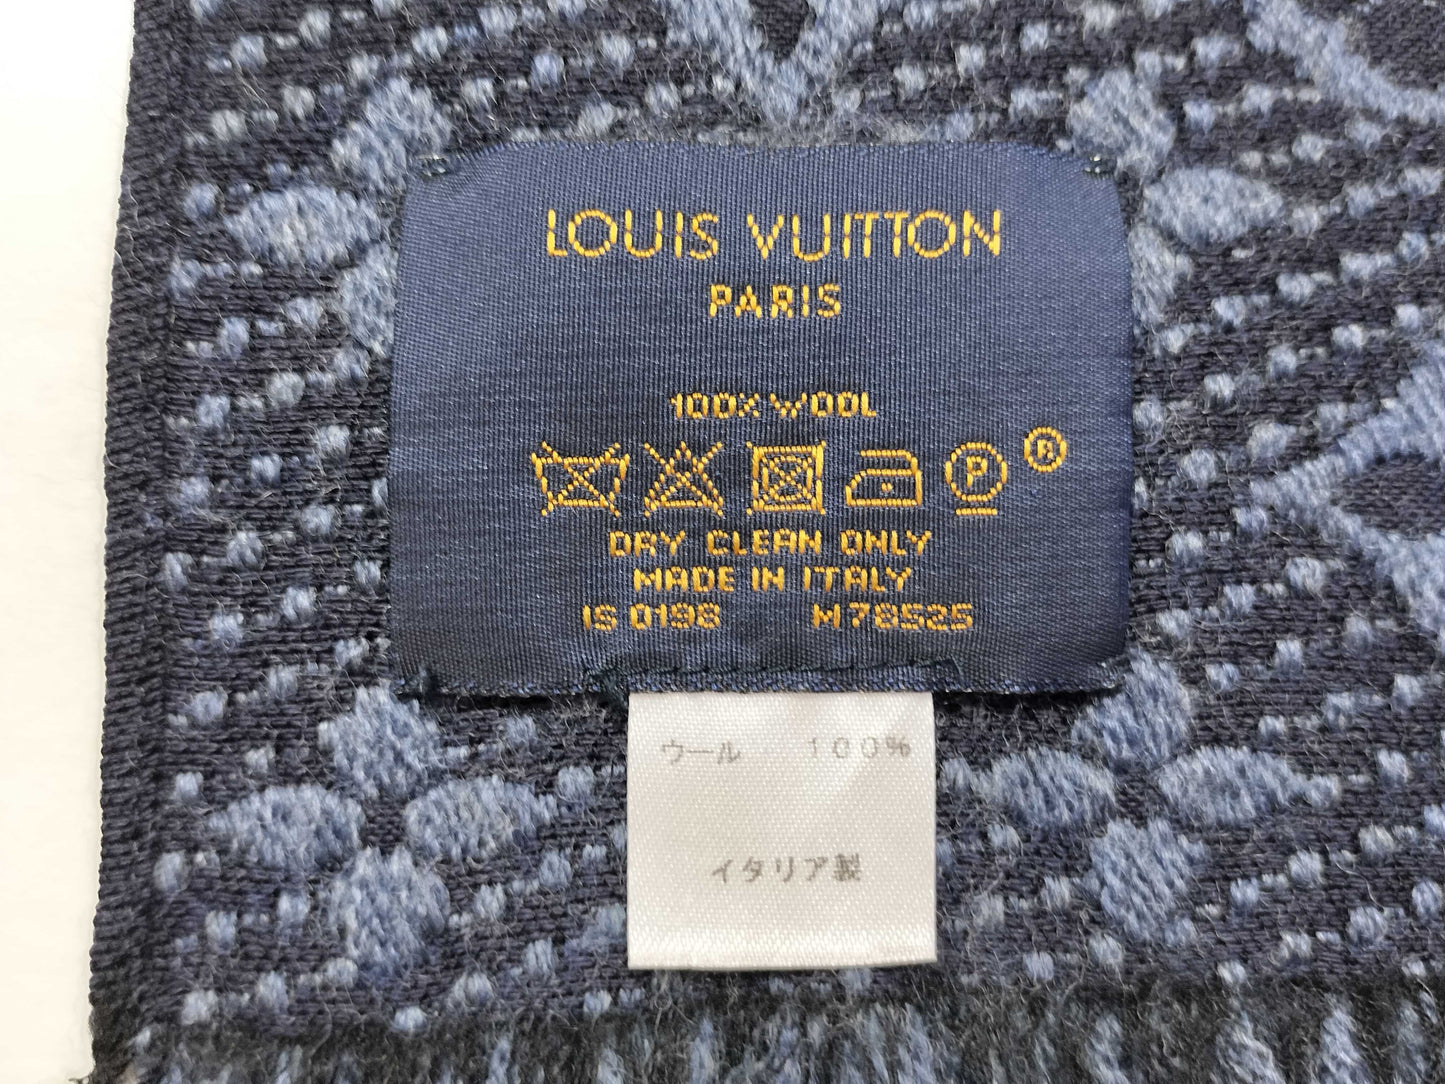 LOUIS VUITTON
PARIS
100% WOOL
P ®
DRY CLEAN ONLY
MADE IN ITALY
IS 0198 M78525
ウール 100%
イタリア製